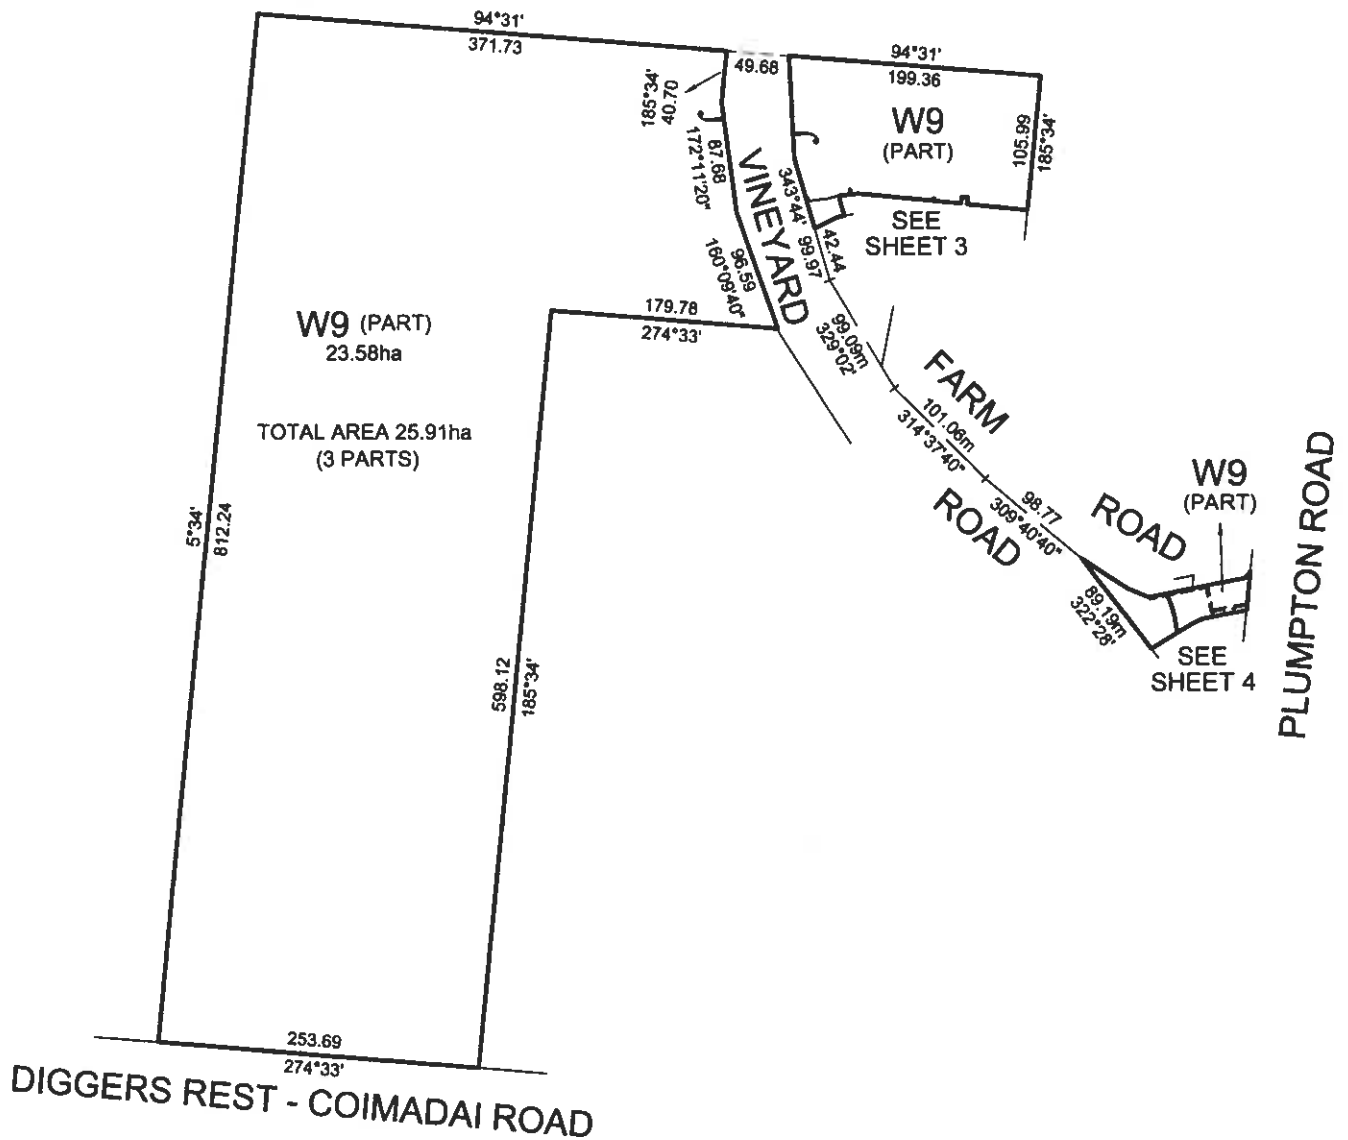 94°31'
371.73
49.68
94°31'
199.36
185°34'
40.70
W9
(PART)
105.99
185°34'
87.68
172°11'20"
VINEYARD
343°44'
99.97
42.44
SEE
SHEET 3
96.59
160°09'40"
179.78
274°33'
W9 (PART)
23.58ha
TOTAL AREA 25.91ha
(3 PARTS)
99.09m
329°02'
FARM
101.06m
314°37'40"
ROAD
98.77
309°40'40"
ROAD
W9
(PART)
PLUMPTON ROAD
89.19m
322°28'
SEE
SHEET 4
5°34'
812.24
598.12
185°34'
253.69
274°33'
DIGGERS REST - COIMADAI ROAD